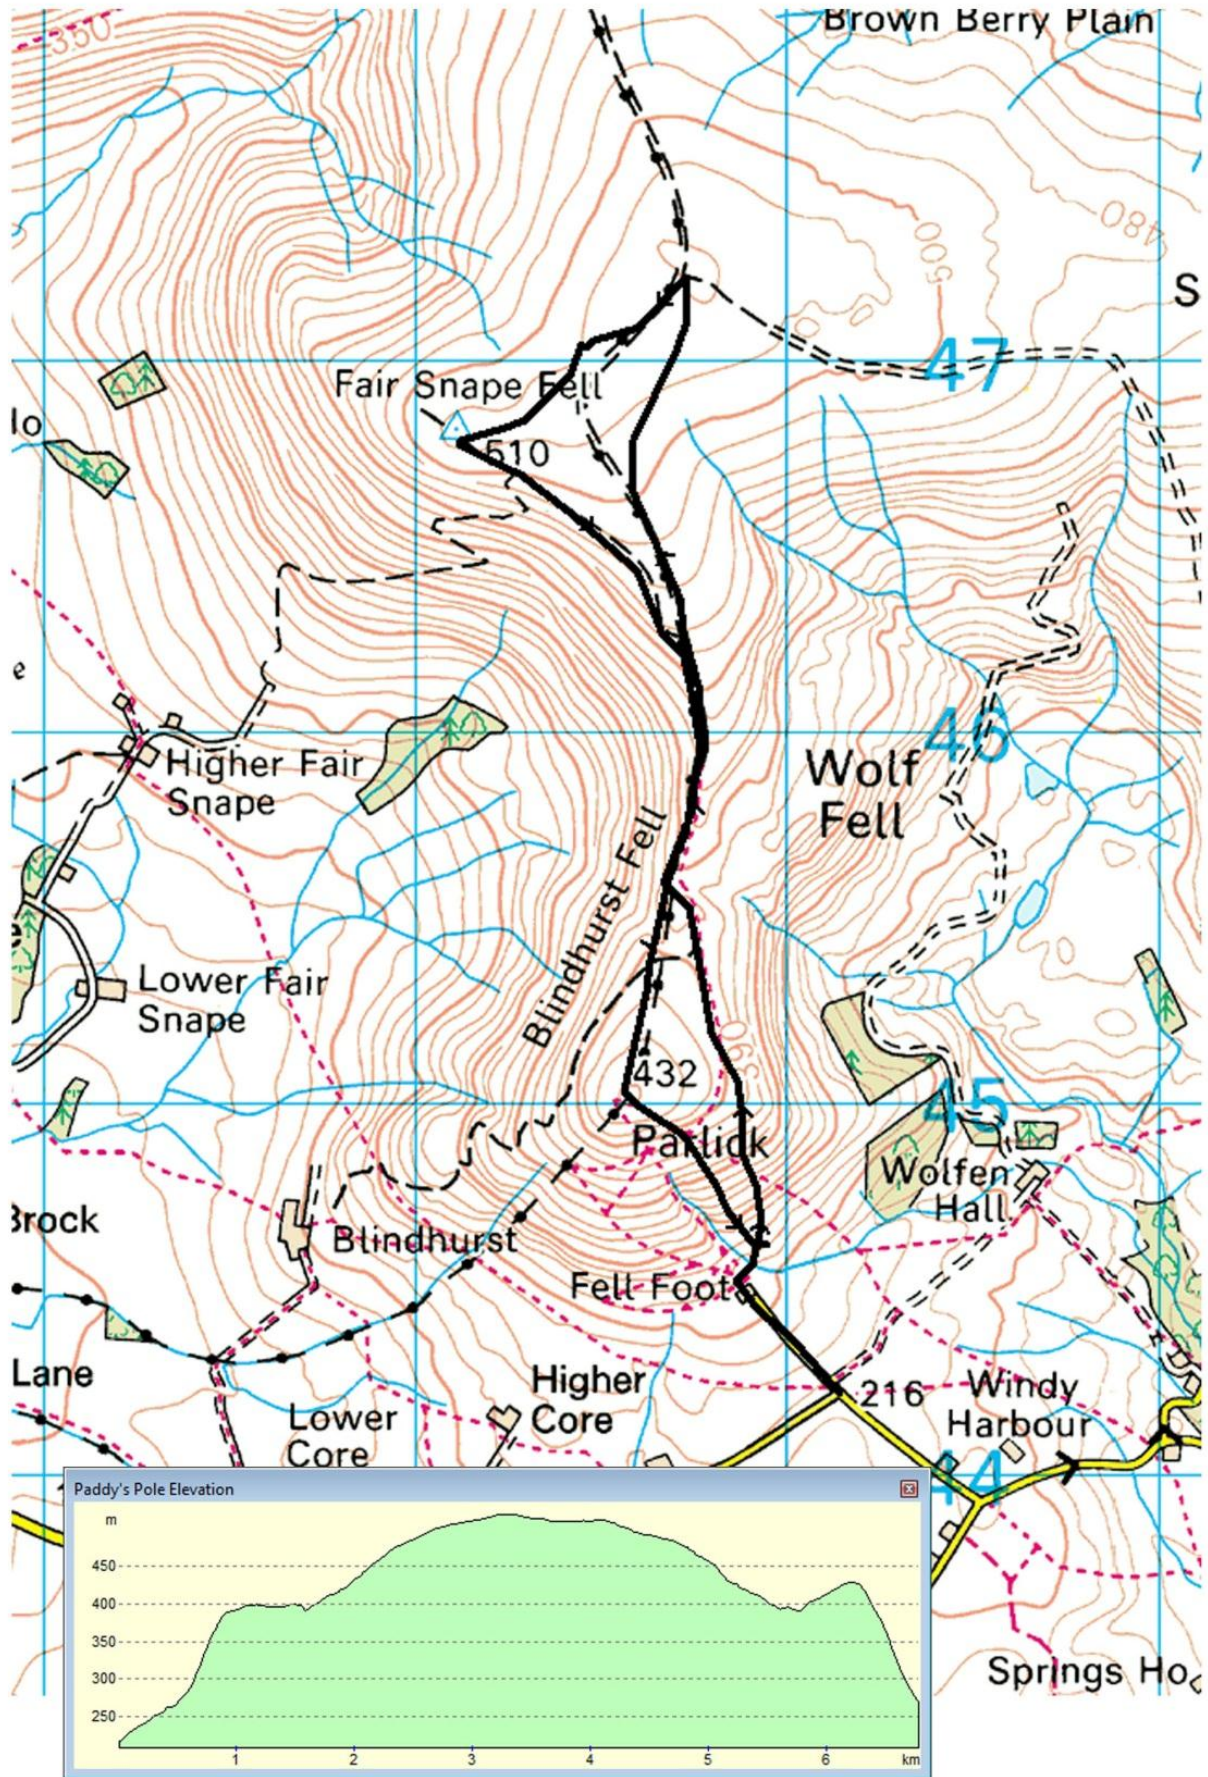 350
Brown Berry Plain
480
500
S
47
Fair Snape Fell
lo
510
e
46
Higher Fair
Snape
Wolf
Fell
Blindhurst Fell
e
Lower Fair
Snape
390
432
45
Parlick
Wolfen
Hall
Brock
Blindhurst
Fell Foot
Lane
Higher
Core
216
Windy
Harbour
Lower
Core
44
Paddy's Pole Elevation
m
450
400
350
300
250
1 2 3 4 5 6 km
Springs Ho